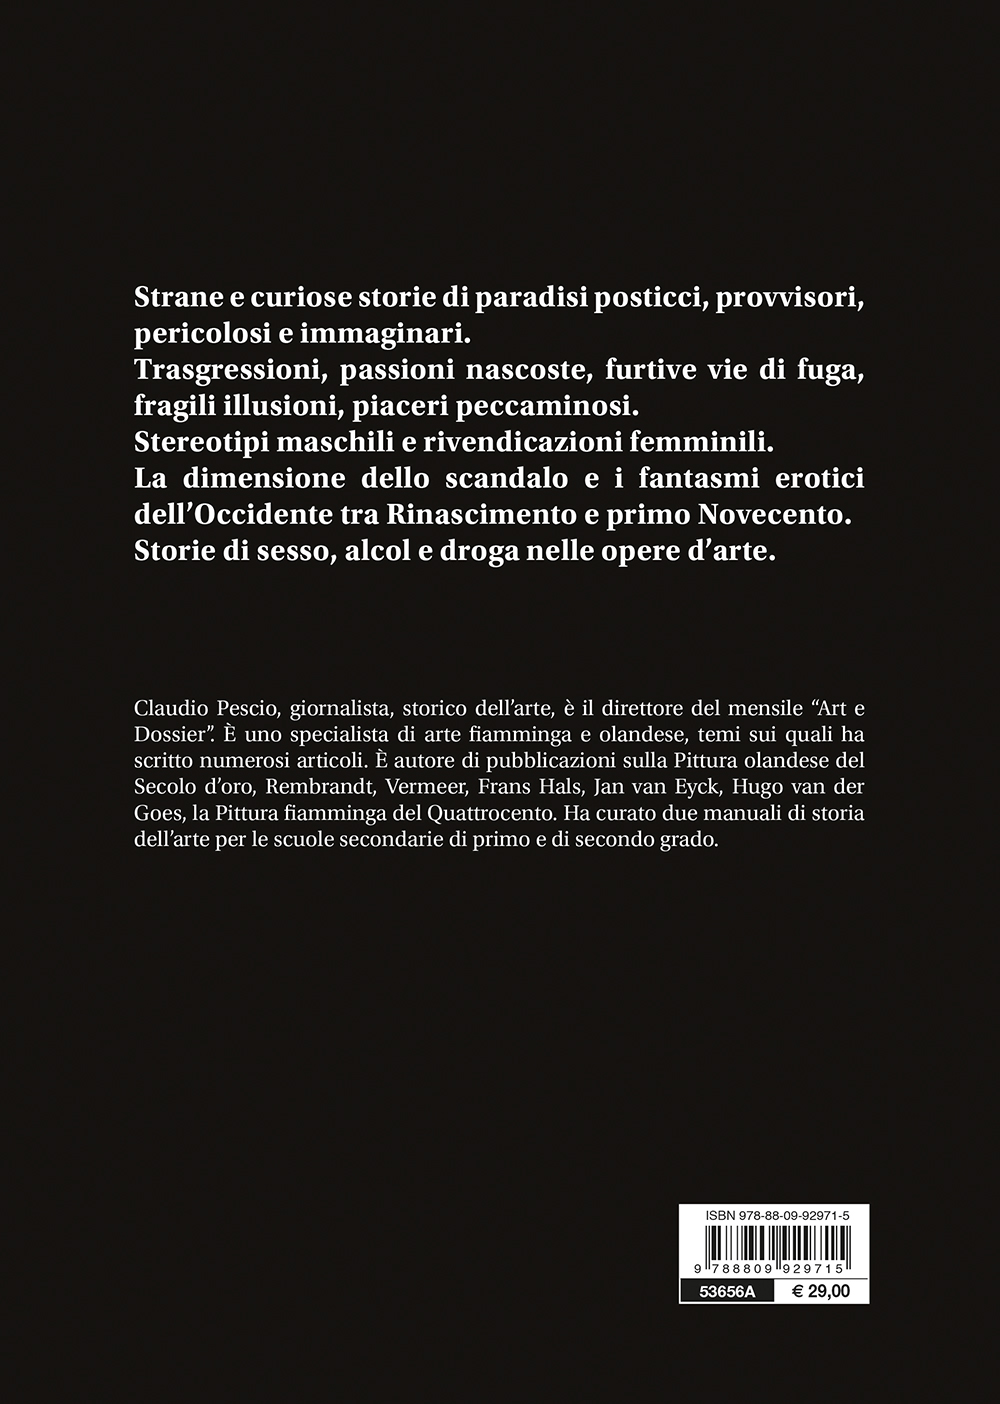 Strane e curiose storie di paradisi posticci, provvisori,
pericolosi e immaginari.
Trasgressioni, passioni nascoste, furtive vie di fuga,
fragili illusioni, piaceri peccaminosi.
Stereotipi maschili e rivendicazioni femminili.
La dimensione dello scandalo e i fantasmi erotici
dell’Occidente tra Rinascimento e primo Novecento.
Storie di sesso, alcol e droga nelle opere d’arte.
Claudio Pescio, giornalista, storico dell’arte, è il direttore del mensile “Art e
Dossier”. È uno specialista di arte fiamminga e olandese, temi sui quali ha
scritto numerosi articoli. È autore di pubblicazioni sulla Pittura olandese del
Secolo d’oro, Rembrandt, Vermeer, Frans Hals, Jan van Eyck, Hugo van der
Goes, la Pittura fiamminga del Quattrocento. Ha curato due manuali di storia
dell’arte per le scuole secondarie di primo e di secondo grado.
ISBN 978-88-09-92971-5
9 788809 929715
53656A € 29,00